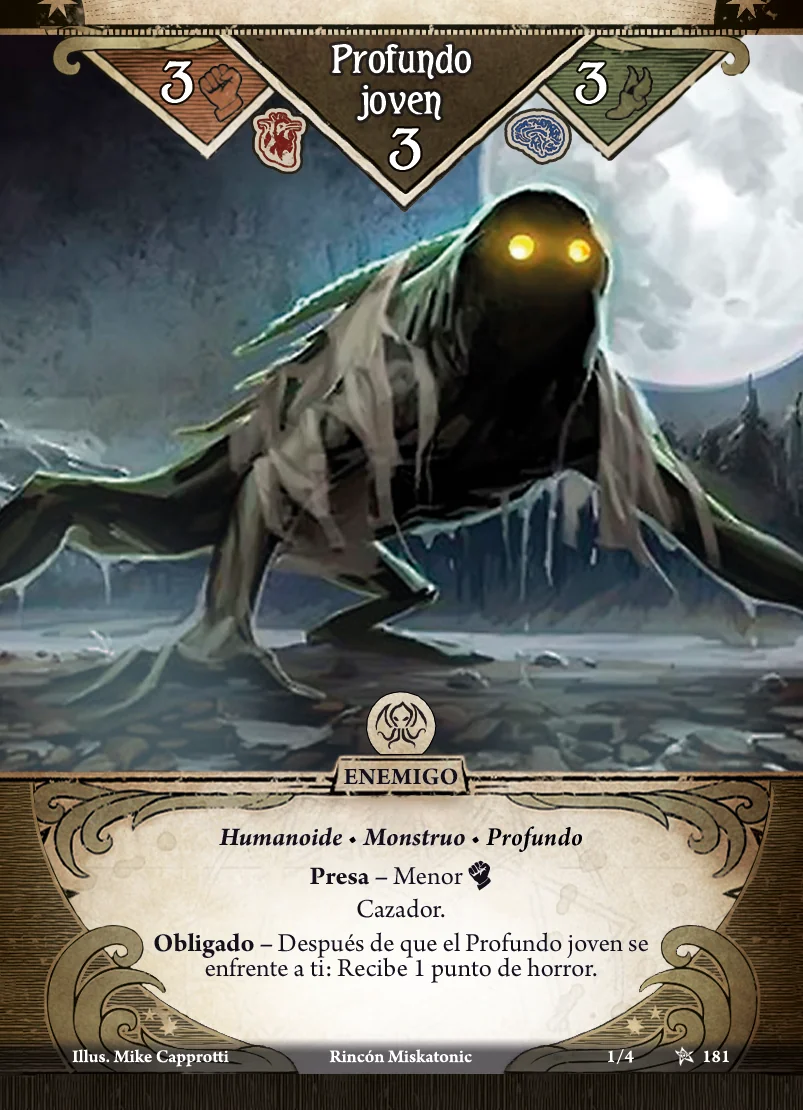 Profundo
joven
3
3
3
ENEMIGO
Humanoide • Monstruo • Profundo
Presa – Menor
Cazador.
Obligado – Después de que el Profundo joven se
enfrente a ti: Recibe 1 punto de horror.
Illus. Mike Capprotti Rincón Miskatonic 1/4 181